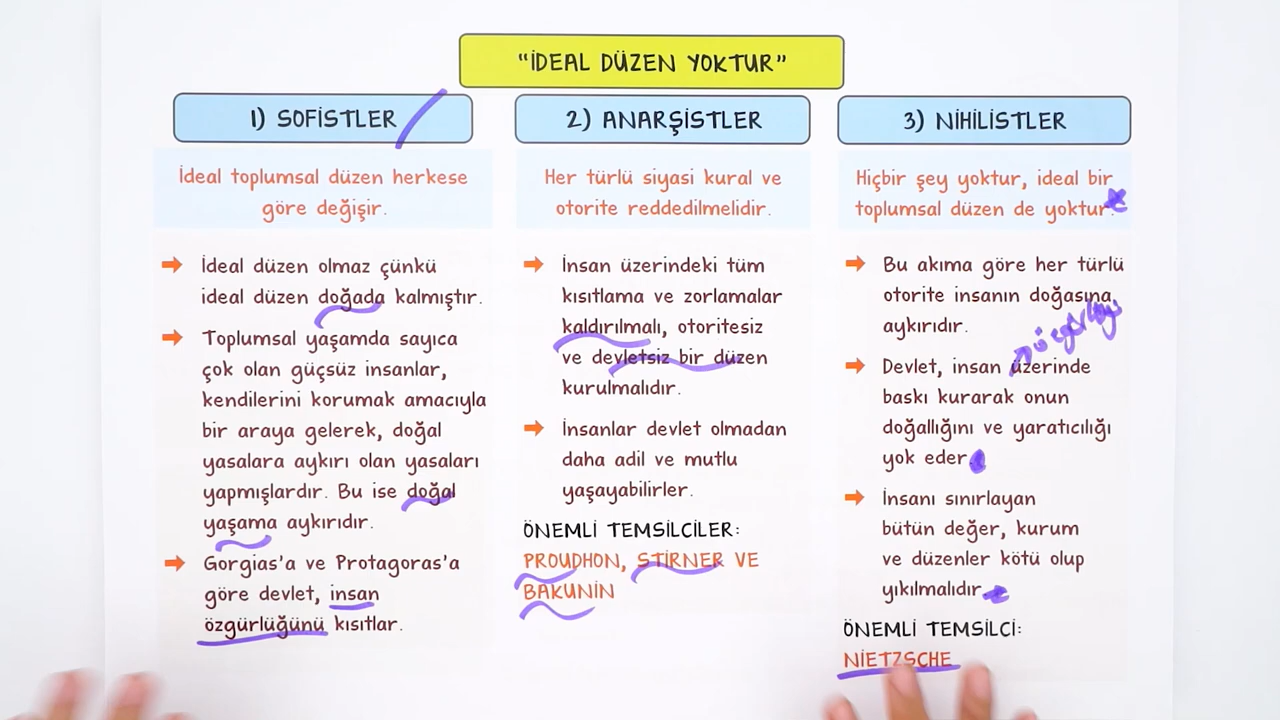 "İDEAL DÜZEN YOKTUR"
1) SOFİSTLER
İdeal toplumsal düzen herkese
göre değişir.
İdeal düzen olmaz çünkü
ideal düzen doğada kalmıştır.
Toplumsal yaşamda sayıca
çok olan güçsüz insanlar,
kendilerini korumak amacıyla
bir araya gelerek, doğal
yasalara aykırı olan yasaları
yapmışlardır. Bu ise doğal
yaşama aykırıdır.
Gorgias'a ve Protagoras'a
göre devlet, insan
özgürlüğünü kısıtlar.
2) ANARŞİSTLER
Her türlü siyasi kural ve
otorite reddedilmelidir.
İnsan üzerindeki tüm
kısıtlama ve zorlamalar
kaldırılmalı, otoritesiz
ve devletsiz bir düzen
kurulmalıdır.
İnsanlar devlet olmadan
daha adil ve mutlu
yaşayabilirler.
ÖNEMLİ TEMSİLCİLER:
PROUDHON, STİRNER VE
BAKUNİN
3) NİHİLİSTLER
Hiçbir şey yoktur, ideal bir
toplumsal düzen de yoktur.
Bu akıma göre her türlü
otorite insanın doğasına
aykırıdır.
Devlet, insan üzerinde
baskı kurarak onun
doğallığını ve yaratıcılığı
yok eder.
İnsanı sınırlayan
bütün değer, kurum
ve düzenler kötü olup
yıkılmalıdır.
ÖNEMLİ TEMSİLCİ:
NIETZSCHE